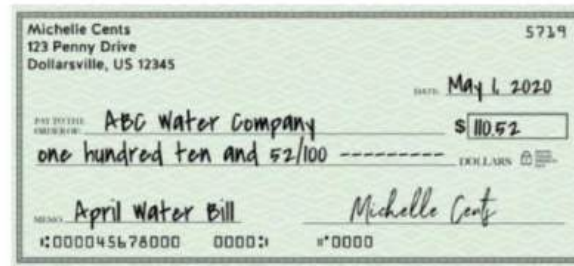 Michelle Cents 5719
123 Penny Drive
Dollarsville, US 12345
DATE May 1, 2020
PAY TO THE
ORDER OF ABC Water Company $ 110.52
one hundred ten and 52/100 --------- DOLLARS
MEMO April Water Bill Michelle Cents
⑆000045678000 0000⑆ ⑈0000